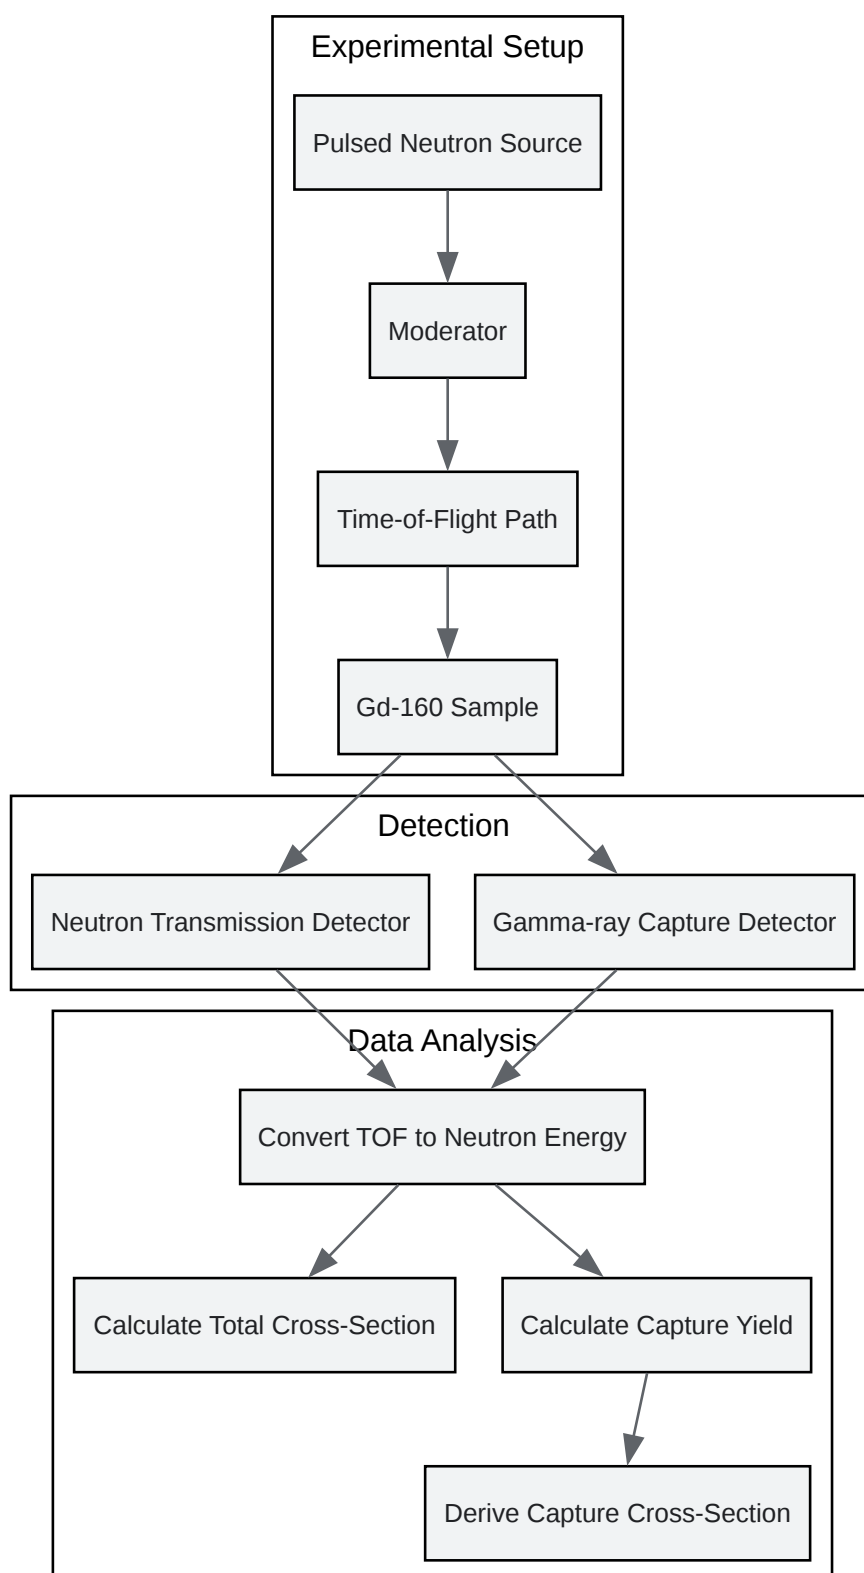 Experimental Setup
Pulsed Neutron Source
Moderator
Time-of-Flight Path
Gd-160 Sample
Detection
Neutron Transmission Detector
Gamma-ray Capture Detector
Data Analysis
Convert TOF to Neutron Energy
Calculate Total Cross-Section
Calculate Capture Yield
Derive Capture Cross-Section